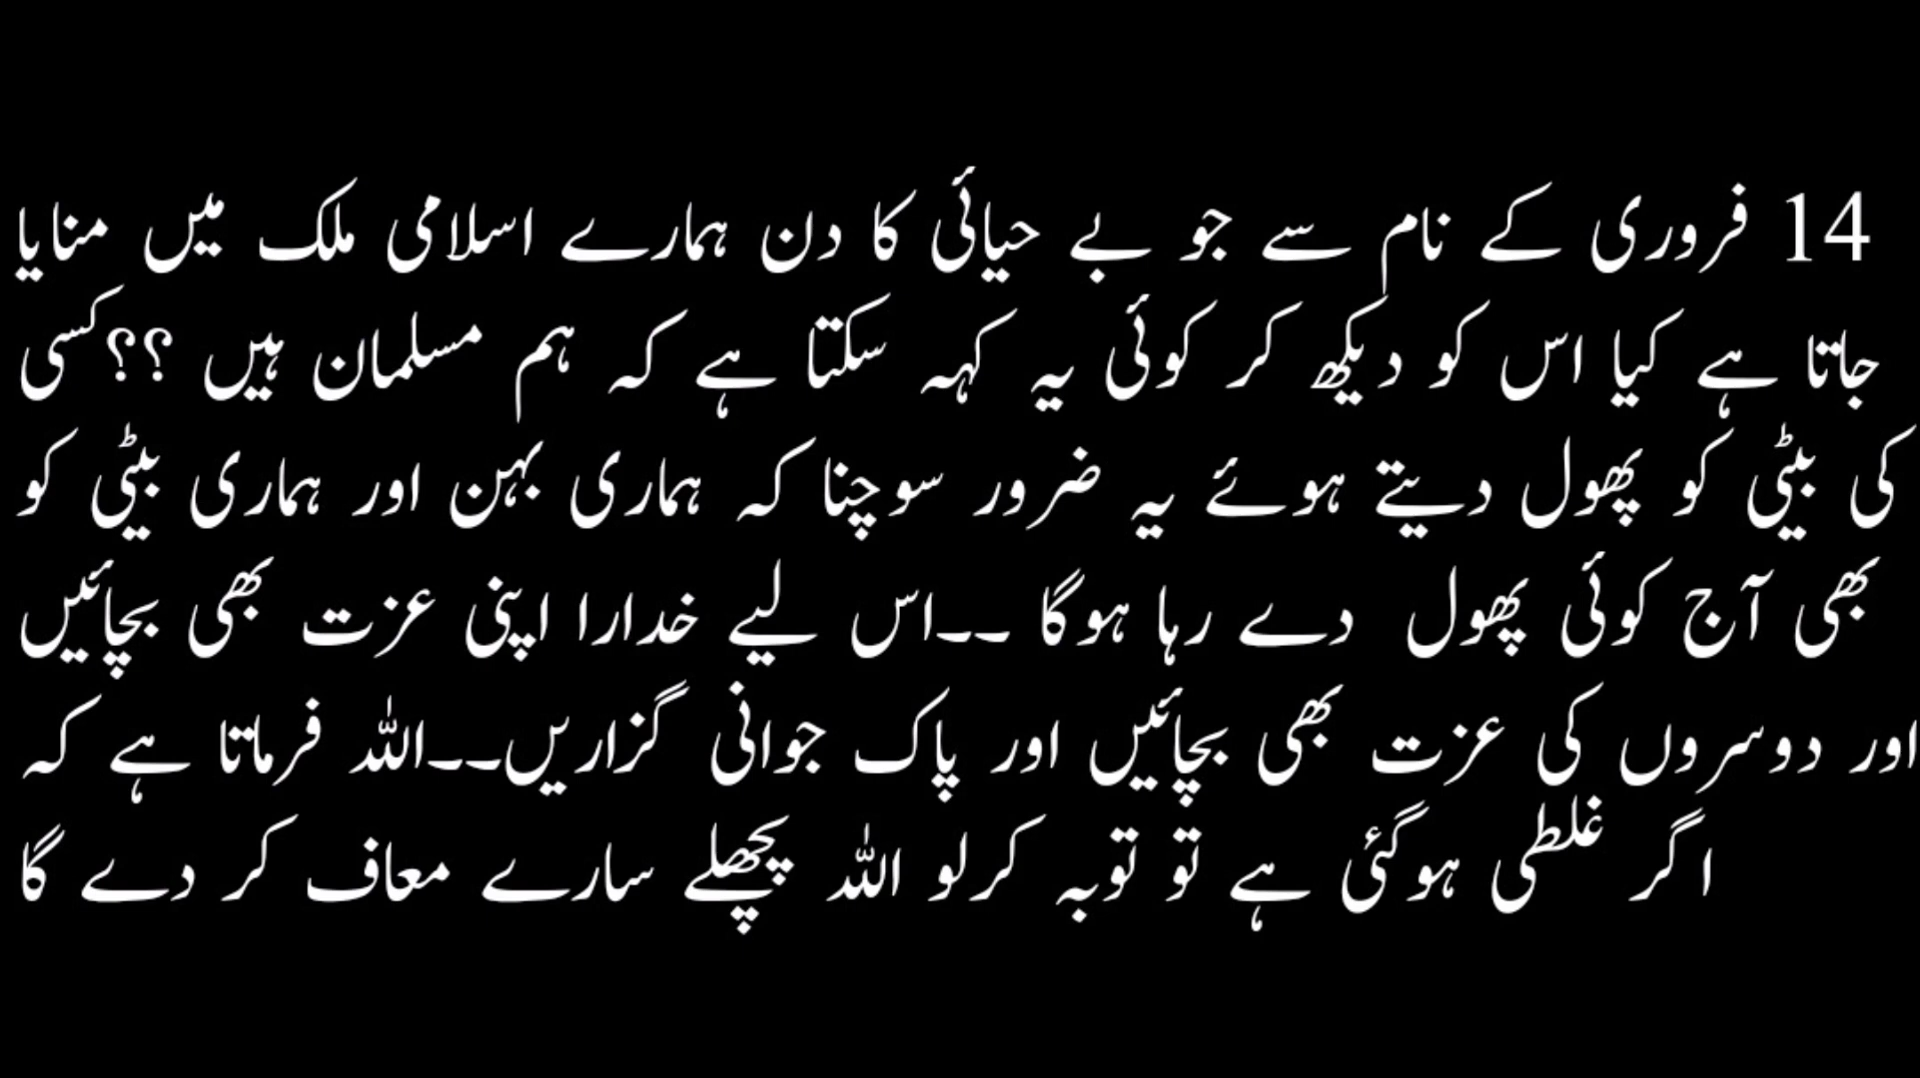 14 فروری کے نام سے جو بے حیائی کا دن ہمارے اسلامی ملک میں منایا
جاتا ہے کیا اس کو دیکھ کر کوئی یہ کہہ سکتا ہے کہ ہم مسلمان ہیں ؟؟کسی
کی بیٹی کو پھول دیتے ہوئے یہ ضرور سوچنا کہ ہماری بہن اور ہماری بیٹی کو
بھی آج کوئی پھول دے رہا ہوگا ۔۔اس لیے خدارا اپنی عزت بھی بچائیں
اور دوسروں کی عزت بھی بچائیں اور پاک جوانی گزاریں۔۔اللہ فرماتا ہے کہ
اگر غلطی ہوگئی ہے تو توبہ کرلو اللہ پچھلے سارے معاف کر دے گا